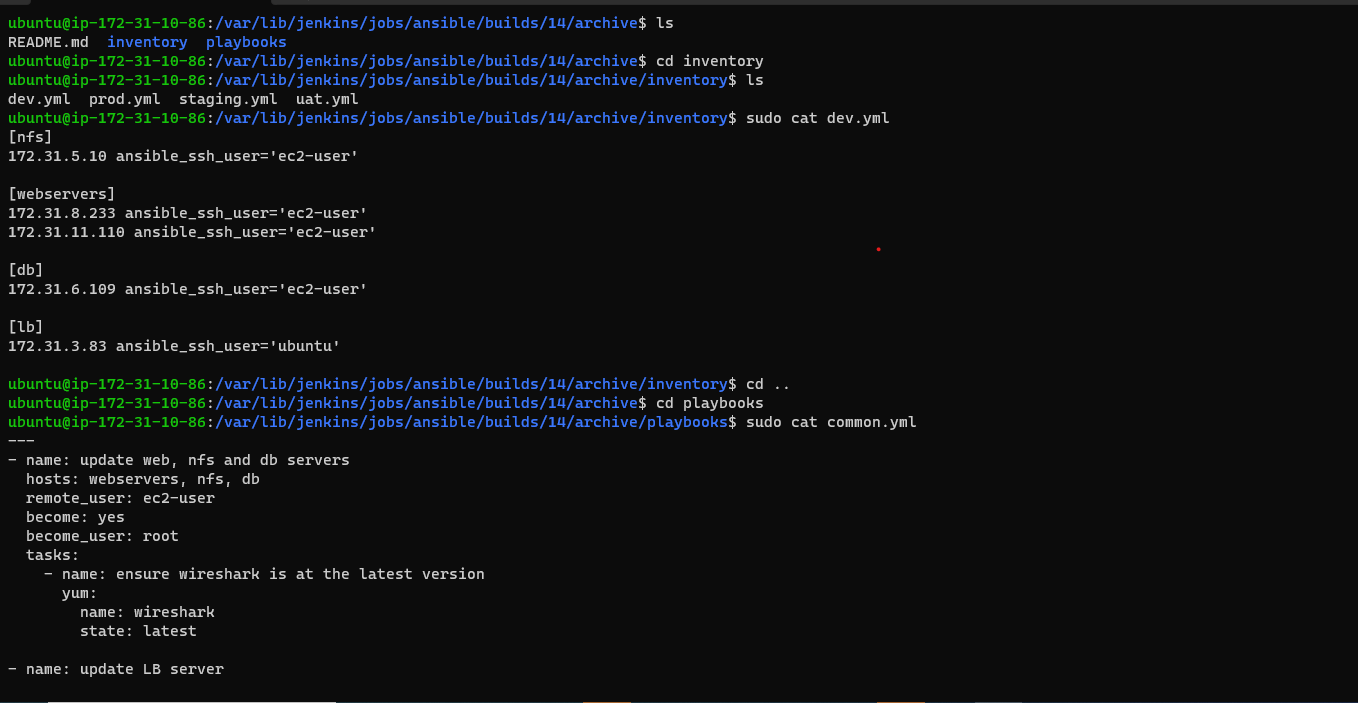 ubuntu@ip-172-31-10-86:/var/lib/jenkins/jobs/ansible/builds/14/archive$ ls
README.md  inventory  playbooks
ubuntu@ip-172-31-10-86:/var/lib/jenkins/jobs/ansible/builds/14/archive$ cd inventory
ubuntu@ip-172-31-10-86:/var/lib/jenkins/jobs/ansible/builds/14/archive/inventory$ ls
dev.yml  prod.yml  staging.yml  uat.yml
ubuntu@ip-172-31-10-86:/var/lib/jenkins/jobs/ansible/builds/14/archive/inventory$ sudo cat dev.yml
[nfs]
172.31.5.10 ansible_ssh_user='ec2-user'

[webservers]
172.31.8.233 ansible_ssh_user='ec2-user'
172.31.11.110 ansible_ssh_user='ec2-user'

[db]
172.31.6.109 ansible_ssh_user='ec2-user'

[lb]
172.31.3.83 ansible_ssh_user='ubuntu'

ubuntu@ip-172-31-10-86:/var/lib/jenkins/jobs/ansible/builds/14/archive/inventory$ cd ..
ubuntu@ip-172-31-10-86:/var/lib/jenkins/jobs/ansible/builds/14/archive$ cd playbooks
ubuntu@ip-172-31-10-86:/var/lib/jenkins/jobs/ansible/builds/14/archive/playbooks$ sudo cat common.yml
---
- name: update web, nfs and db servers
  hosts: webservers, nfs, db
  remote_user: ec2-user
  become: yes
  become_user: root
  tasks:
    - name: ensure wireshark is at the latest version
      yum:
        name: wireshark
        state: latest

- name: update LB server